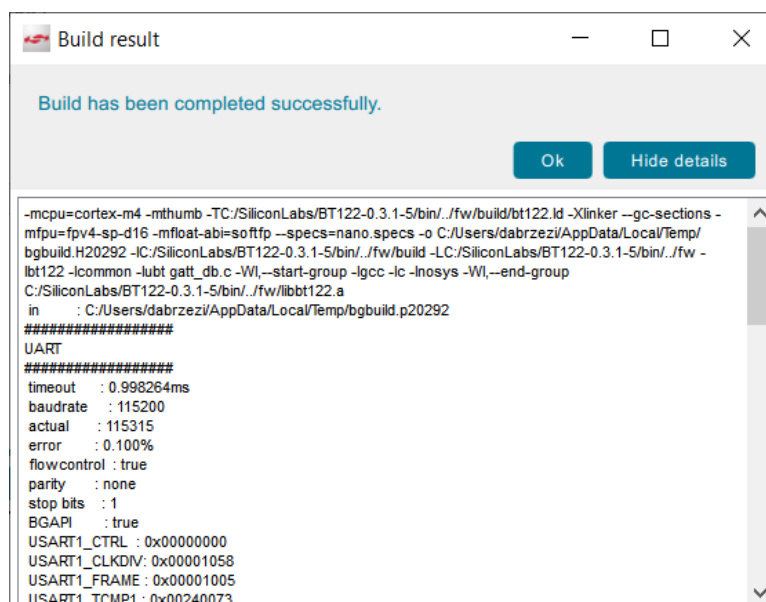 Build result
Build has been completed successfully.
Ok
Hide details
-mcpu=cortex-m4 -mthumb -TC:/SiliconLabs/BT122-0.3.1-5/bin/../fw/build/bt122.ld -Xlinker --gc-sections -
mfpu=fpv4-sp-d16 -mfloat-abi=softfp --specs=nano.specs -o C:/Users/dabrzezi/AppData/Local/Temp/
bgbuild.H20292 -IC:/SiliconLabs/BT122-0.3.1-5/bin/../fw/build -LC:/SiliconLabs/BT122-0.3.1-5/bin/../fw -
lbt122 -lcommon -lubt gatt_db.c -Wl,--start-group -lgcc -lc -lnosys -Wl,--end-group
C:/SiliconLabs/BT122-0.3.1-5/bin/../fw/libbt122.a
in : C:/Users/dabrzezi/AppData/Local/Temp/bgbuild.p20292
##################
UART
##################
timeout : 0.998264ms
baudrate : 115200
actual : 115315
error : 0.100%
flowcontrol : true
parity : none
stop bits : 1
BGAPI : true
USART1_CTRL : 0x00000000
USART1_CLKDIV: 0x00001058
USART1_FRAME : 0x00001005
USART1_TCMP1 : 0x00240073